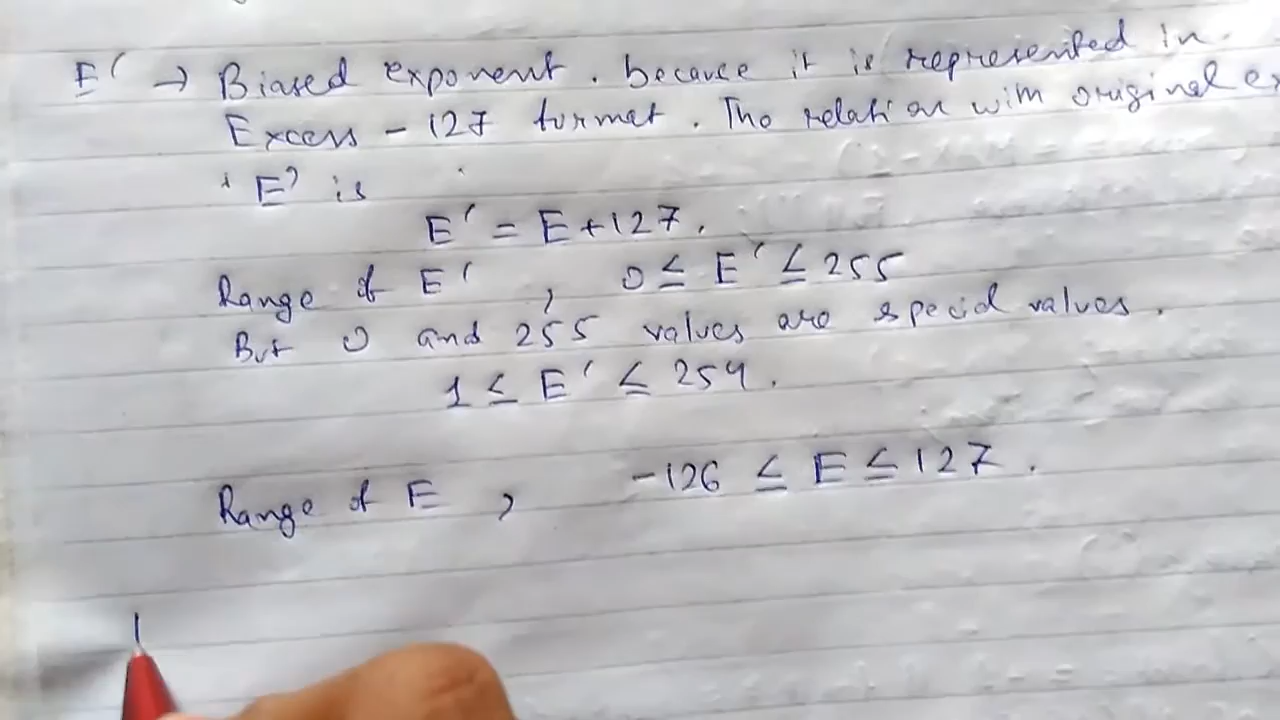 E' → Biased exponent. because it is represented in
Excess - 127 format. The relation with original ex
'E' is
E' = E+127.
Range of E' , 0 ≤ E' ≤ 255
But 0 and 255 values are special values.
1 ≤ E' ≤ 254.
Range of E , -126 ≤ E ≤ 127.